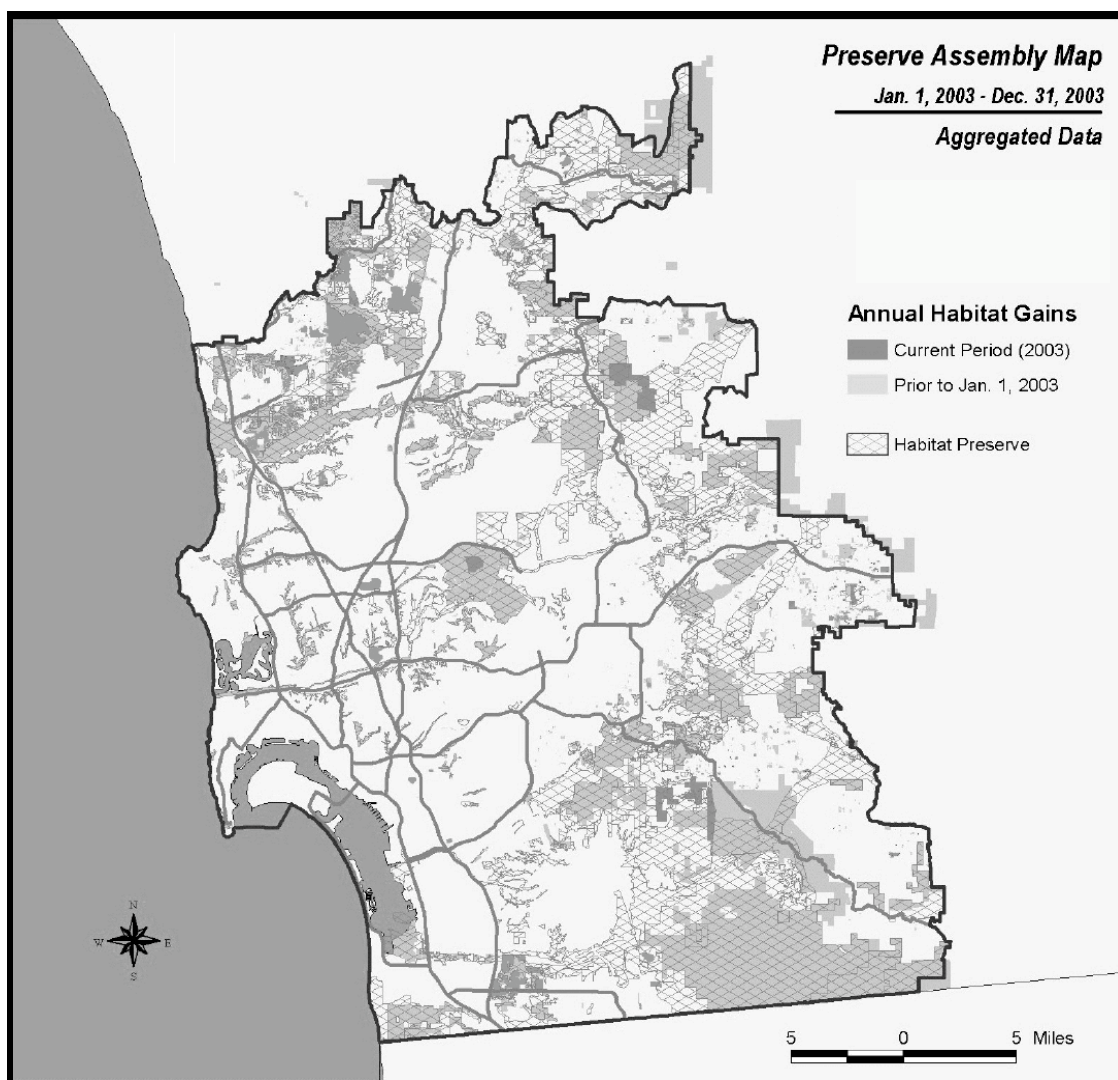 Preserve Assembly Map
Jan. 1, 2003 - Dec. 31, 2003
Aggregated Data
Annual Habitat Gains
Current Period (2003)
Prior to Jan. 1, 2003
Habitat Preserve
N
W E
S
5 0 5 Miles